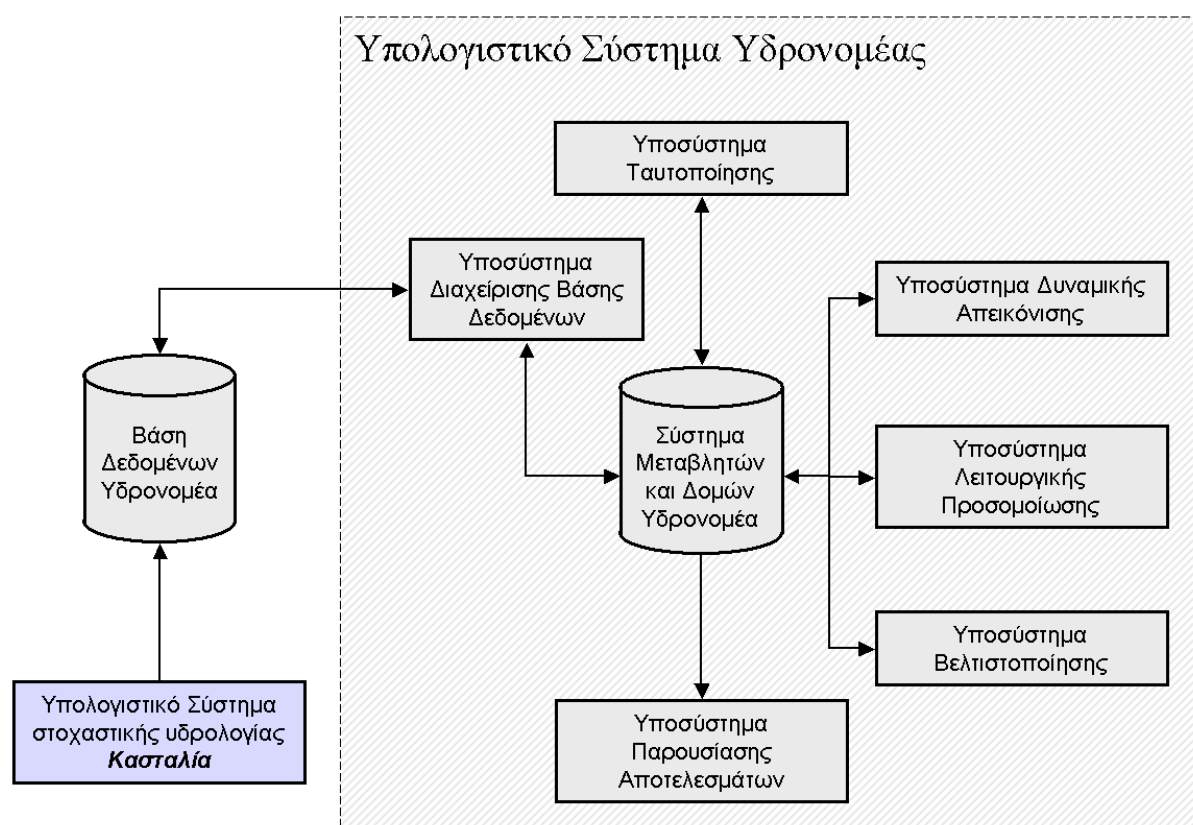 Υπολογιστικό Σύστημα Υδρονομέας
Υποσύστημα
Ταυτοποίησης
Υποσύστημα
Διαχείρισης Βάσης
Δεδομένων
Υποσύστημα Δυναμικής
Απεικόνισης
Βάση
Δεδομένων
Υδρονομέα
Σύστημα
Μεταβλητών
και Δομών
Υδρονομέα
Υποσύστημα
Λειτουργικής
Προσομοίωσης
Υποσύστημα
Βελτιστοποίησης
Υπολογιστικό Σύστημα
στοχαστικής υδρολογίας
Κασταλία
Υποσύστημα
Παρουσίασης
Αποτελεσμάτων